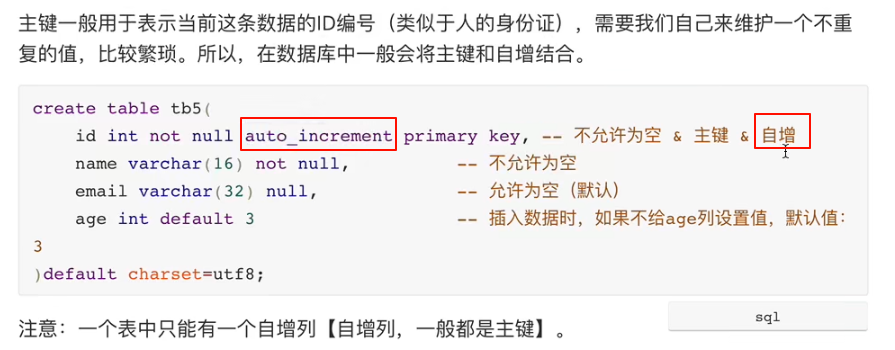 主键一般用于表示当前这条数据的ID编号（类似于人的身份证），需要我们自己来维护一个不重
复的值，比较繁琐。所以，在数据库中一般会将主键和自增结合。
create table tb5(
    id int not null auto_increment primary key, -- 不允许为空 & 主键 & 自增
    name varchar(16) not null,          -- 不允许为空
    email varchar(32) null,             -- 允许为空（默认）
    age int default 3                   -- 插入数据时，如果不给age列设置值，默认值：
3
)default charset=utf8;
sql
注意：一个表中只能有一个自增列【自增列，一般都是主键】。